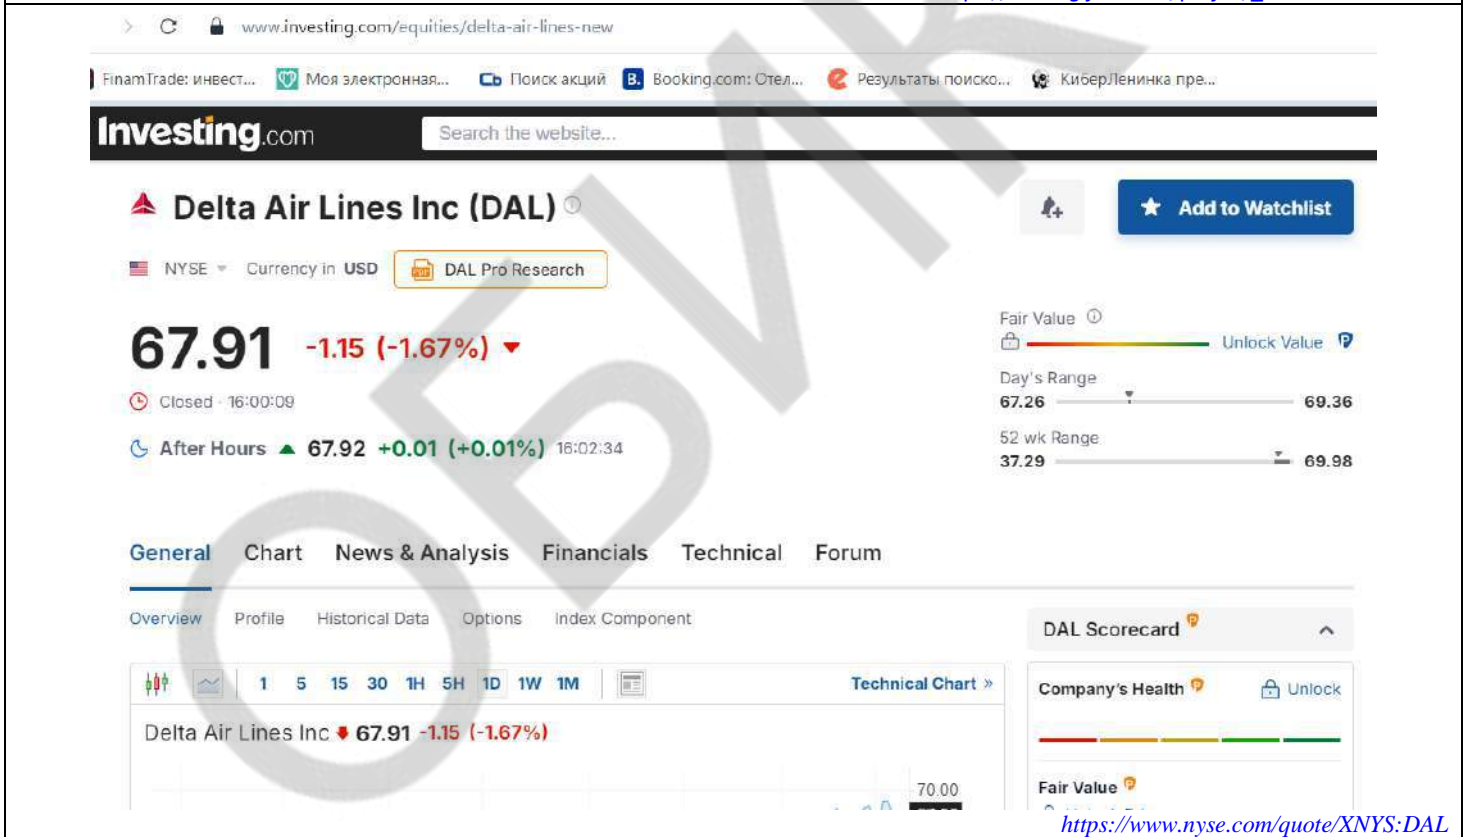 www.investing.com/equities/delta-air-lines-new
FinamTrade: инвест... Моя электронная... Cb Поиск акций B. Booking.com: Отел... Результаты поиско... КиберЛенинка пре...
Investing.com Search the website...
Delta Air Lines Inc (DAL)
Add to Watchlist
NYSE Currency in USD DAL Pro Research
67.91 -1.15 (-1.67%)
Closed · 16:00:09
After Hours 67.92 +0.01 (+0.01%) 16:02:34
Fair Value
Unlock Value
Day's Range
67.26 69.36
52 wk Range
37.29 69.98
General Chart News & Analysis Financials Technical Forum
Overview Profile Historical Data Options Index Component
1 5 15 30 1H 5H 1D 1W 1M Technical Chart »
Delta Air Lines Inc 67.91 -1.15 (-1.67%)
70.00
DAL Scorecard
Company's Health Unlock
Fair Value
https://www.nyse.com/quote/XNYS:DAL
ОБИК